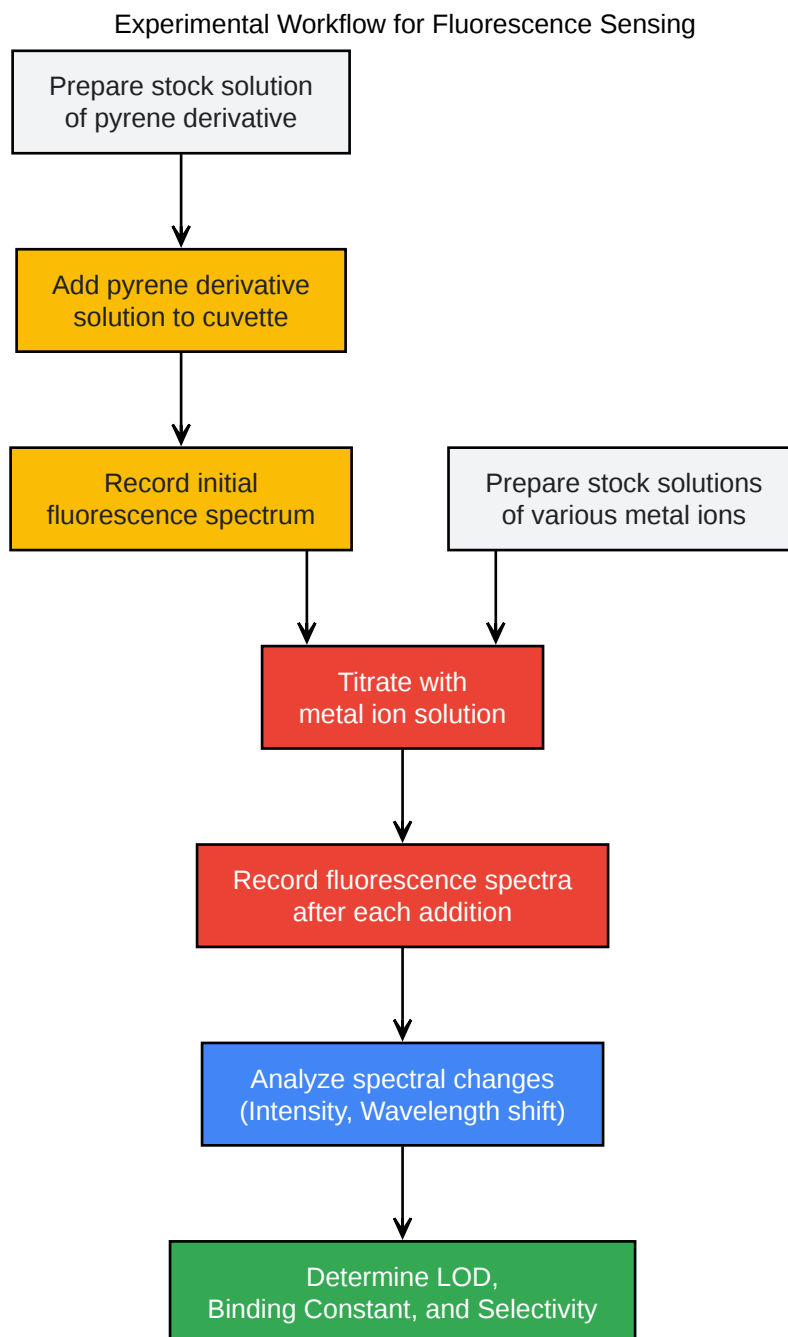 Experimental Workflow for Fluorescence Sensing
Prepare stock solution
of pyrene derivative
Add pyrene derivative
solution to cuvette
Record initial
fluorescence spectrum
Prepare stock solutions
of various metal ions
Titrate with
metal ion solution
Record fluorescence spectra
after each addition
Analyze spectral changes
(Intensity, Wavelength shift)
Determine LOD,
Binding Constant, and Selectivity